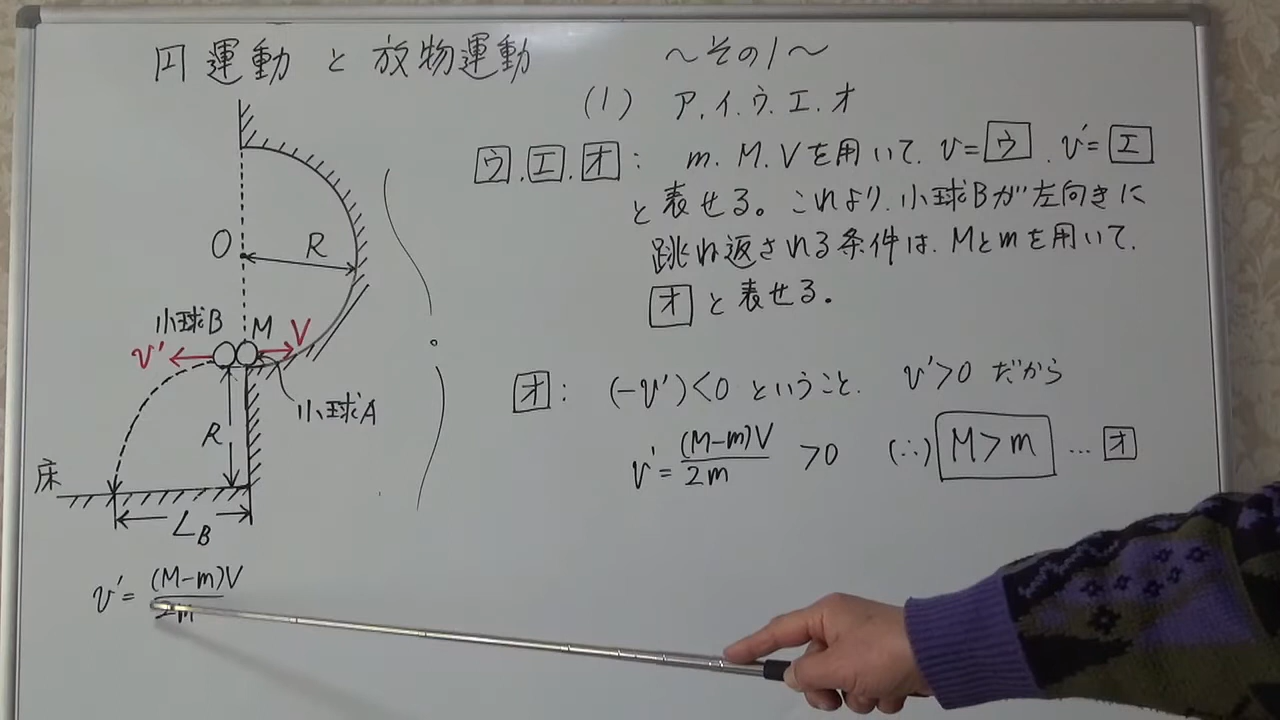 円運動 と 放物運動 ～その1～
(1) ア.イ.ウ.エ.オ
ウ.エ.オ: m.M.Vを用いて. v=ウ. v'=エ
と表せる。これより.小球Bが左向きに
跳ね返される条件は.Mとmを用いて.
オと表せる。
O
R
小球B
M
V
v'
小球A
R
床
L_B
v'=(M-m)V/2m
オ: (-v')<0 ということ. v'>0 だから
v'=(M-m)V/2m >0 (∴) M>m …オ